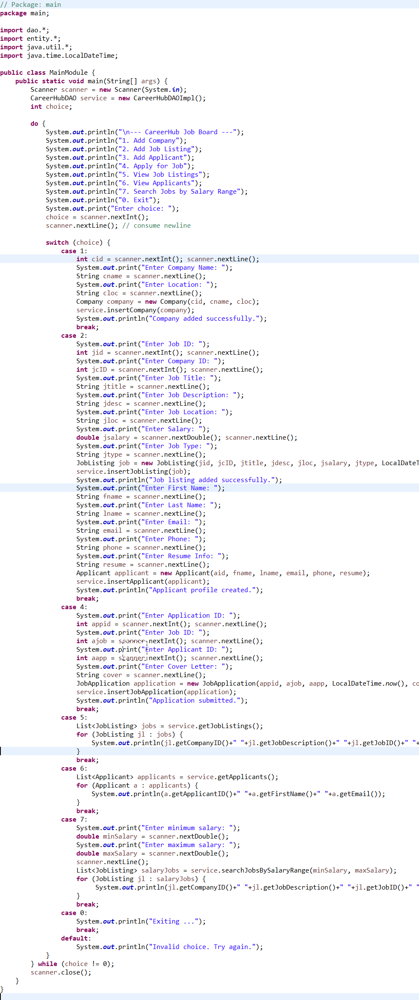 // Package: main
package main;

import dao.*;
import entity.*;
import java.util.*;
import java.time.LocalDateTime;

public class MainModule {
    public static void main(String[] args) {
        Scanner scanner = new Scanner(System.in);
        CareerHubDAO service = new CareerHubDAOImpl();
        int choice;

        do {
            System.out.println("\n--- CareerHub Job Board ---");
            System.out.println("1. Add Company");
            System.out.println("2. Add Job Listing");
            System.out.println("3. Add Applicant");
            System.out.println("4. Apply for Job");
            System.out.println("5. View Job Listings");
            System.out.println("6. View Applicants");
            System.out.println("7. Search Jobs by Salary Range");
            System.out.println("0. Exit");
            System.out.print("Enter choice: ");
            choice = scanner.nextInt();
            scanner.nextLine(); // consume newline

            switch (choice) {
                case 1:
                    int cid = scanner.nextInt(); scanner.nextLine();
                    System.out.print("Enter Company Name: ");
                    String cname = scanner.nextLine();
                    System.out.print("Enter Location: ");
                    String cloc = scanner.nextLine();
                    Company company = new Company(cid, cname, cloc);
                    service.insertCompany(company);
                    System.out.println("Company added successfully.");
                    break;
                case 2:
                    System.out.print("Enter Job ID: ");
                    int jid = scanner.nextInt(); scanner.nextLine();
                    System.out.print("Enter Company ID: ");
                    int jcID = scanner.nextInt(); scanner.nextLine();
                    System.out.print("Enter Job Title: ");
                    String jtitle = scanner.nextLine();
                    System.out.print("Enter Job Description: ");
                    String jdesc = scanner.nextLine();
                    System.out.print("Enter Job Location: ");
                    String jloc = scanner.nextLine();
                    System.out.print("Enter Salary: ");
                    double jsalary = scanner.nextDouble(); scanner.nextLine();
                    System.out.print("Enter Job Type: ");
                    String jtype = scanner.nextLine();
                    JobListing job = new JobListing(jid, jcID, jtitle, jdesc, jloc, jsalary, jtype, LocalDateT
                    service.insertJobListing(job);
                    System.out.println("Job listing added successfully.");
                    System.out.print("Enter First Name: ");
                    String fname = scanner.nextLine();
                    System.out.print("Enter Last Name: ");
                    String lname = scanner.nextLine();
                    System.out.print("Enter Email: ");
                    String email = scanner.nextLine();
                    System.out.print("Enter Phone: ");
                    String phone = scanner.nextLine();
                    System.out.print("Enter Resume Info: ");
                    String resume = scanner.nextLine();
                    Applicant applicant = new Applicant(aid, fname, lname, email, phone, resume);
                    service.insertApplicant(applicant);
                    System.out.println("Applicant profile created.");
                    break;
                case 4:
                    System.out.print("Enter Application ID: ");
                    int appid = scanner.nextInt(); scanner.nextLine();
                    System.out.print("Enter Job ID: ");
                    int ajob = scanner.nextInt(); scanner.nextLine();
                    System.out.print("Enter Applicant ID: ");
                    int aapp = scanner.nextInt(); scanner.nextLine();
                    System.out.print("Enter Cover Letter: ");
                    String cover = scanner.nextLine();
                    JobApplication application = new JobApplication(appid, ajob, aapp, LocalDateTime.now(), co
                    service.insertJobApplication(application);
                    System.out.println("Application submitted.");
                    break;
                case 5:
                    List<JobListing> jobs = service.getJobListings();
                    for (JobListing jl : jobs) {
                        System.out.println(jl.getCompanyID()+" "+jl.getJobDescription()+" "+jl.getJobID()+" "+
                    }
                    break;
                case 6:
                    List<Applicant> applicants = service.getApplicants();
                    for (Applicant a : applicants) {
                        System.out.println(a.getApplicantID()+" "+a.getFirstName()+" "+a.getEmail());
                    }
                    break;
                case 7:
                    System.out.print("Enter minimum salary: ");
                    double minSalary = scanner.nextDouble();
                    System.out.print("Enter maximum salary: ");
                    double maxSalary = scanner.nextDouble();
                    scanner.nextLine();
                    List<JobListing> salaryJobs = service.searchJobsBySalaryRange(minSalary, maxSalary);
                    for (JobListing jl : salaryJobs) {
                         System.out.println(jl.getCompanyID()+" "+jl.getJobDescription()+" "+jl.getJobID()+" "
                    }
                    break;
                case 0:
                    System.out.println("Exiting ...");
                    break;
                default:
                    System.out.println("Invalid choice. Try again.");
            }
        } while (choice != 0);
        scanner.close();
    }
}